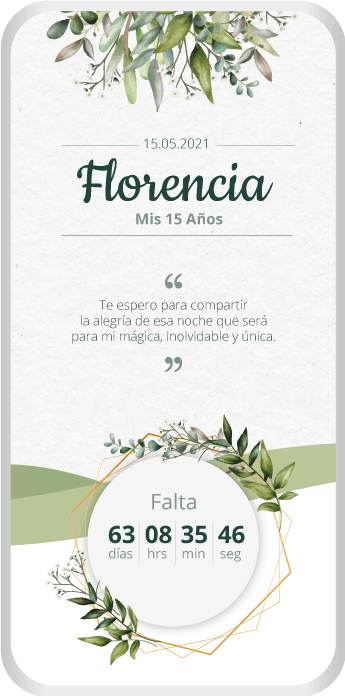 15.05.2021
Florencia
Mis 15 Años
“
Te espero para compartir
la alegría de esa noche que será
para mi mágica, inolvidable y única.
”
Falta
63 08 35 46
días hrs min seg